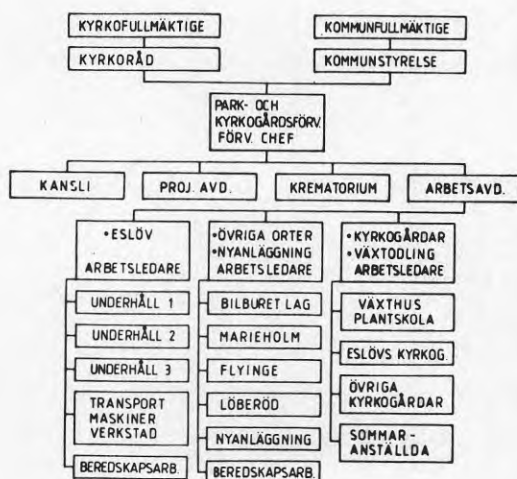 KYRKOFULLMÄKTIGE
KOMMUNFULLMÄKTIGE
KYRKORÅD
KOMMUNSTYRELSE
PARK- OCH
KYRKOGÅRDSFÖRV.
FÖRV. CHEF
KANSLI
PROJ. AVD.
KREMATORIUM
ARBETSAVD.
•ESLÖV
ARBETSLEDARE
UNDERHÅLL 1
UNDERHÅLL 2
UNDERHÅLL 3
TRANSPORT
MASKINER
VERKSTAD
BEREDSKAPSARB.
•ÖVRIGA ORTER
•NYANLÄGGNING
ARBETSLEDARE
BILBURET LAG
MARIEHOLM
FLYINGE
LÖBERÖD
NYANLÄGGNING
BEREDSKAPSARB.
•KYRKOGÅRDAR
•VÄXTODLING
ARBETSLEDARE
VÄXTHUS
PLANTSKOLA
ESLÖVS KYRKOG.
ÖVRIGA
KYRKOGÅRDAR
SOMMAR-
ANSTÄLLDA